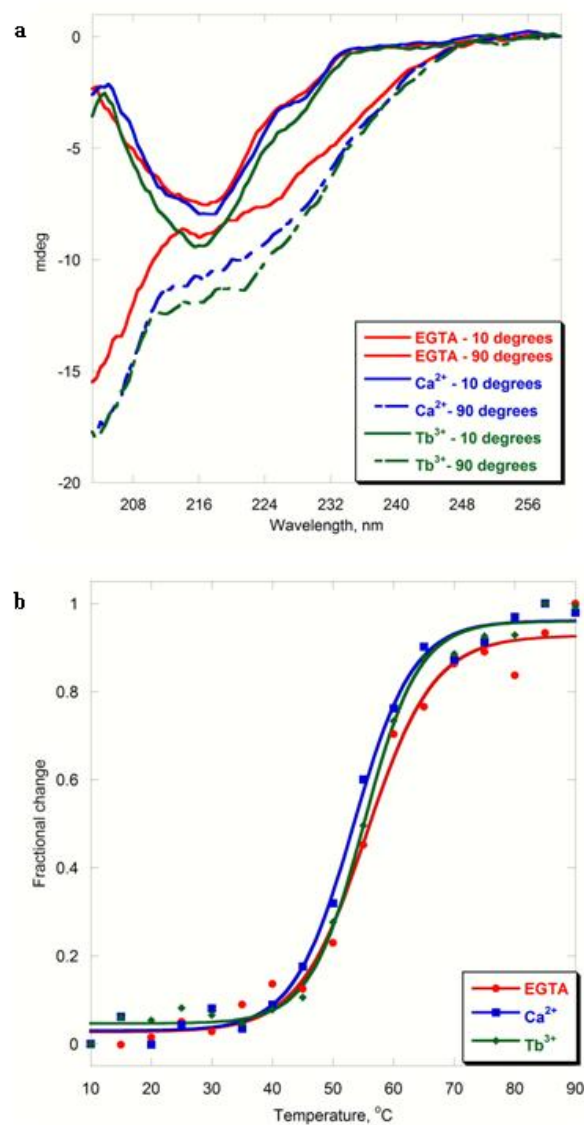 a
0
-5
-10
-15
-20
mdeg
EGTA - 10 degrees
EGTA - 90 degrees
Ca2+ - 10 degrees
Ca2+ - 90 degrees
Tb3+ - 10 degrees
Tb3+ - 90 degrees
208 216 224 232 240 248 256
Wavelength, nm
b
1
0.8
0.6
0.4
0.2
0
Fractional change
EGTA
Ca2+
Tb3+
10 20 30 40 50 60 70 80 90
Temperature, °C